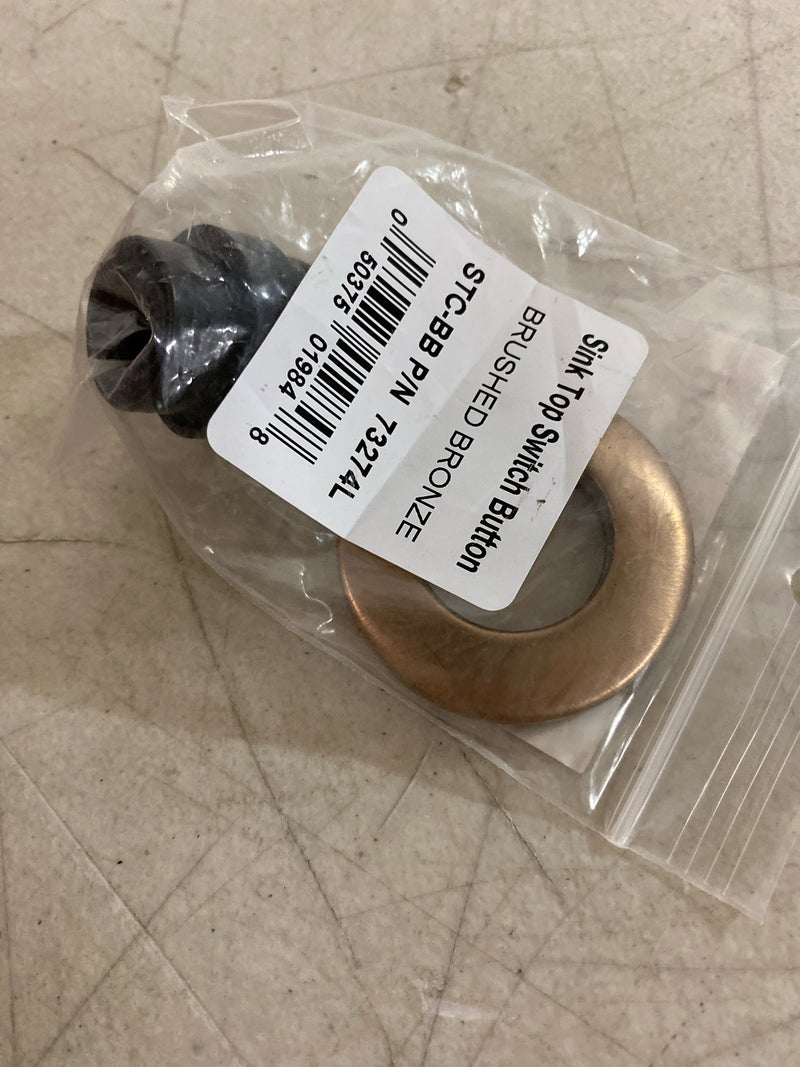 Sink Top Switch Button
BRUSHED BRONZE
STC-BB P/N 73274L
0 50375 01984 8